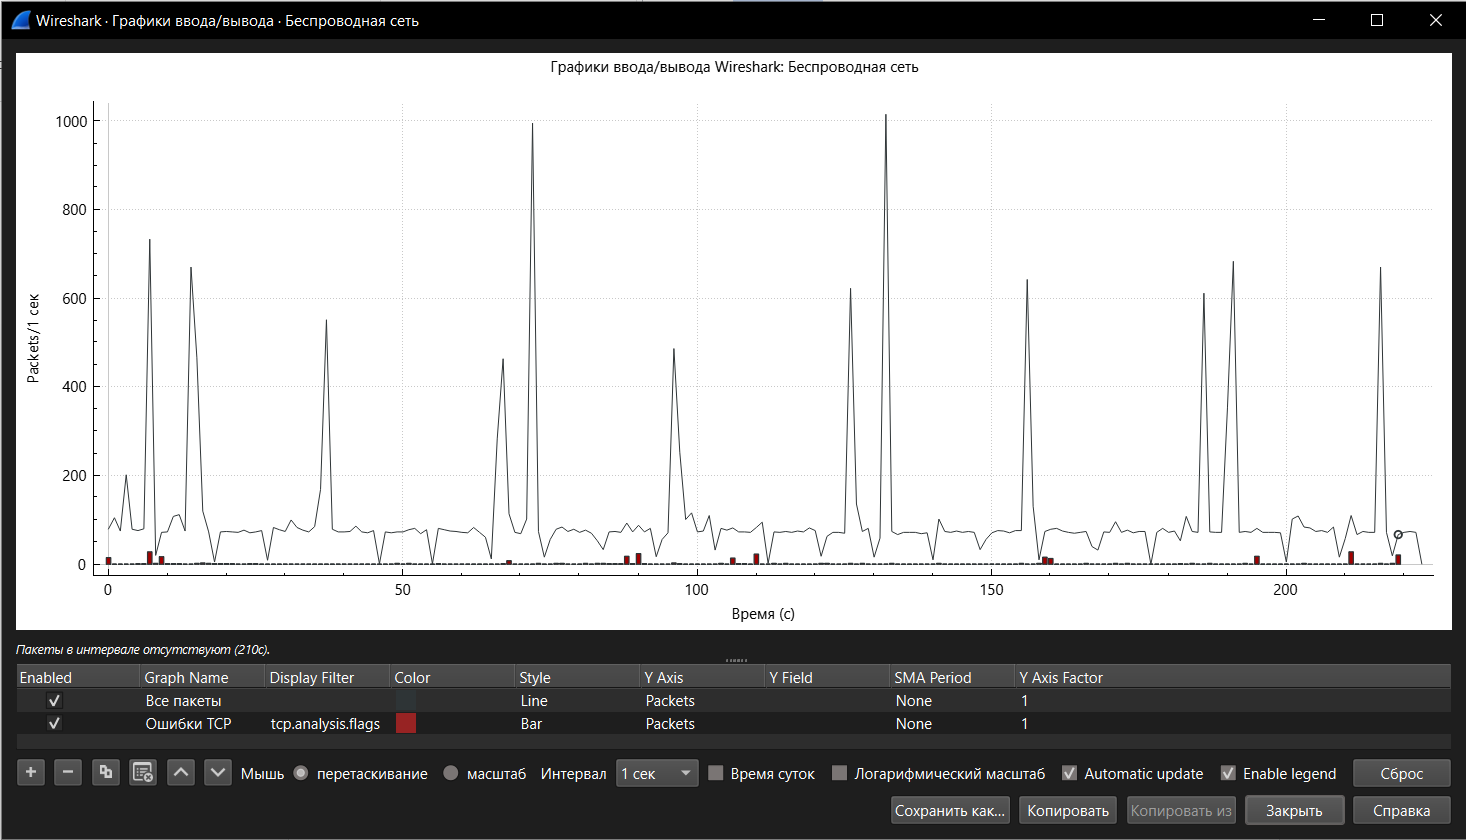 Wireshark · Графики ввода/вывода · Беспроводная сеть
Графики ввода/вывода Wireshark: Беспроводная сеть
Packets/1 сек
1000
800
600
400
200
0
0 50 100 150 200
Время (с)
Пакеты в интервале отсутствуют (210с).
Enabled Graph Name Display Filter Color Style Y Axis Y Field SMA Period Y Axis Factor
Все пакеты Line Packets None 1
Ошибки TCP tcp.analysis.flags Bar Packets None 1
Мышь перетаскивание масштаб Интервал 1 сек Время суток Логарифмический масштаб Automatic update Enable legend Сброс
Сохранить как... Копировать Копировать из Закрыть Справка